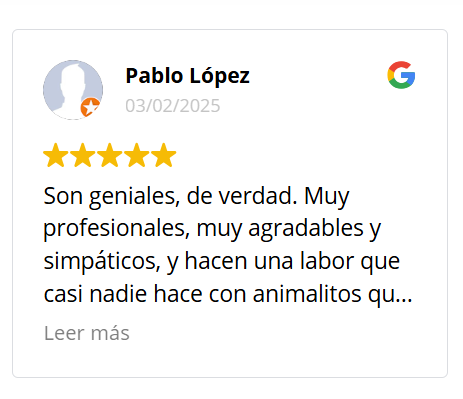 Pablo López
03/02/2025
Son geniales, de verdad. Muy
profesionales, muy agradables y
simpáticos, y hacen una labor que
casi nadie hace con animalitos qu...
Leer más